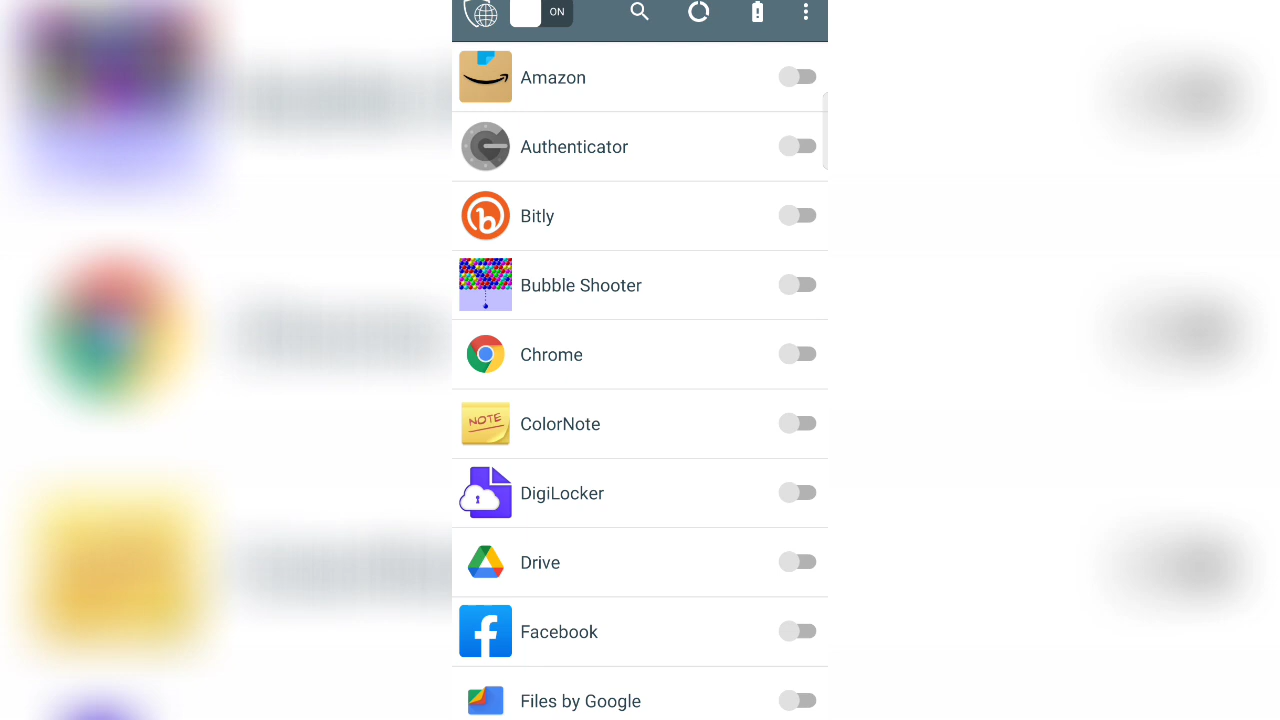 ON
Amazon
Authenticator
Bitly
Bubble Shooter
Chrome
NOTE
ColorNote
DigiLocker
Drive
Facebook
Files by Google